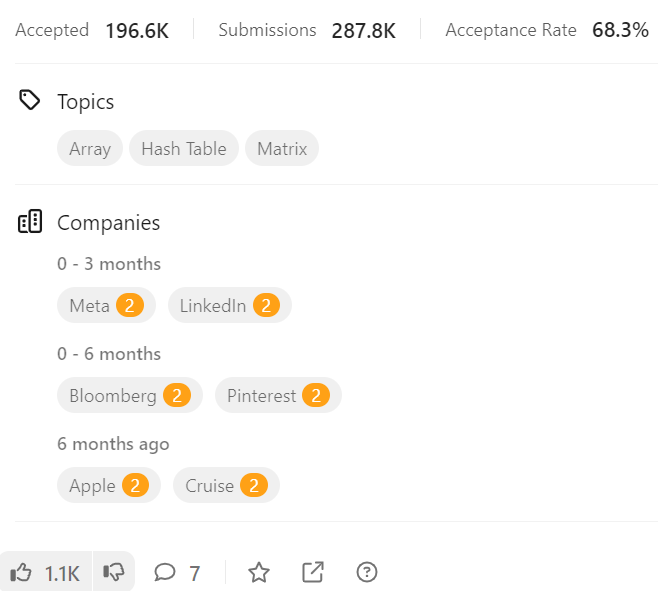 Accepted 196.6K Submissions 287.8K Acceptance Rate 68.3%
Topics
Array Hash Table Matrix
Companies
0 - 3 months
Meta 2 LinkedIn 2
0 - 6 months
Bloomberg 2 Pinterest 2
6 months ago
Apple 2 Cruise 2
1.1K 7